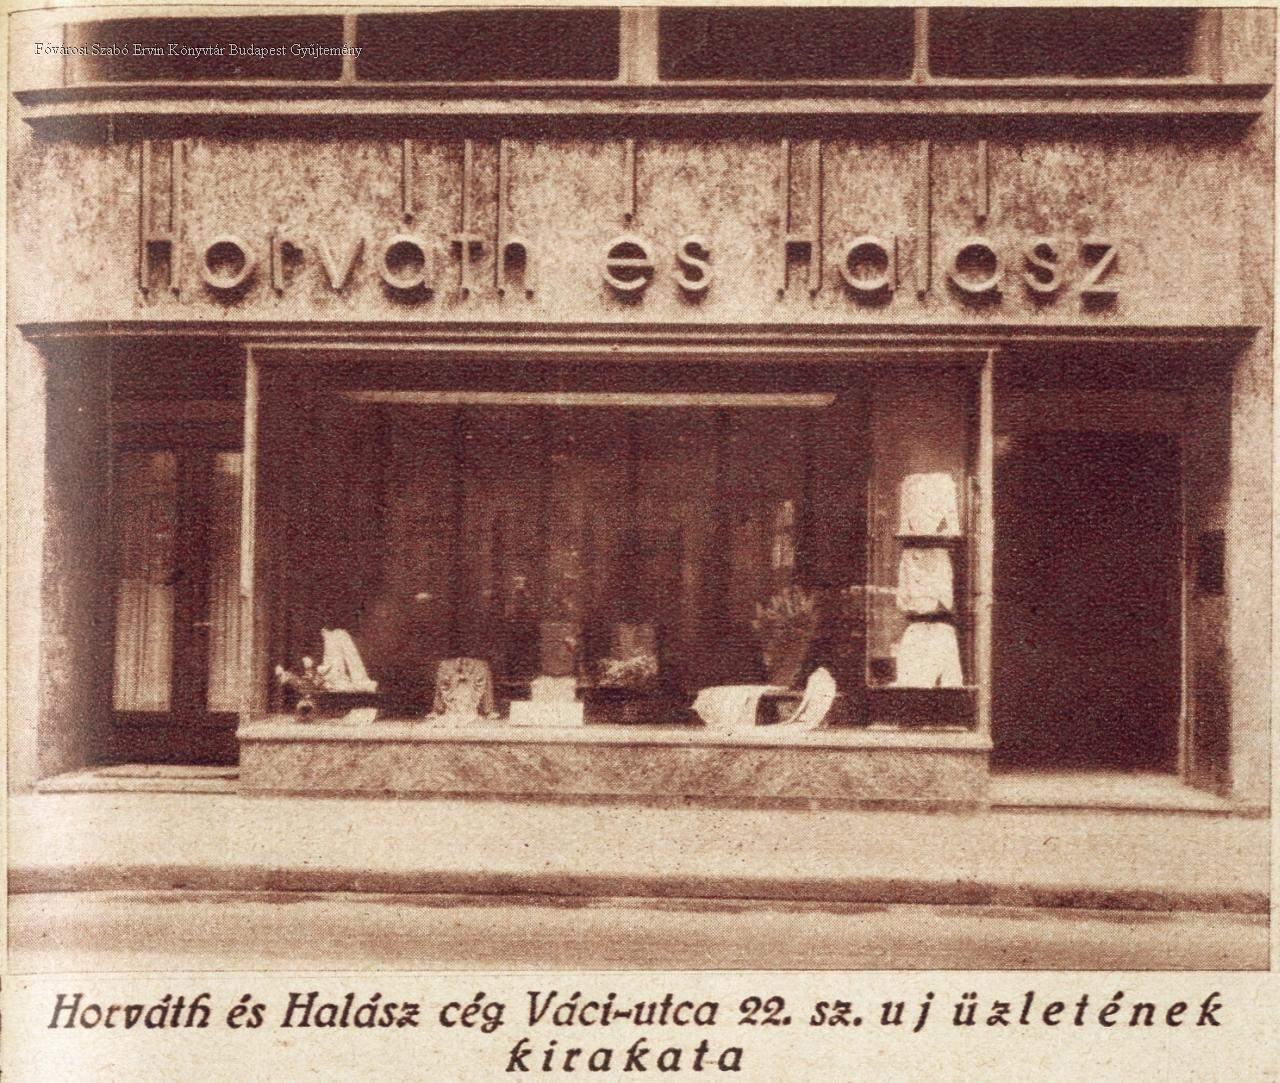 Fővárosi Szabó Ervin Könyvtár Budapest Gyűjtemény
Horváth és Halász
Horváth és Halász cég Váci-utca 22. sz. uj üzletének
kirakata